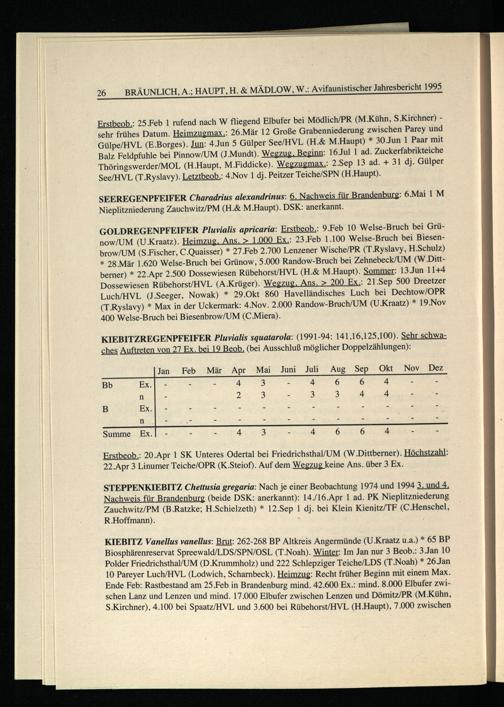 26 BRÄUNLICH, A.; HAUPT, H. & MÄDLOW, W.: Avifaunistischer Jahresbericht 1995
Erstbeob.: 25.Feb 1 rufend nach W fliegend Elbufer bei Mödlich/PR (M.Kühn, S.Kirchner) -
sehr frühes Datum. Heimzugmax.: 26.Mär 12 Große Grabenniederung zwischen Parey und
Gülpe/HVL (E.Borges). Jun: 4.Jun 5 Gülper See/HVL (H.& M.Haupt) * 30.Jun 1 Paar mit
Balz Feldpfuhle bei Pinnow/UM (J.Mundt). Wegzug, Beginn: 16.Jul 1 ad. Zuckerfabrikteiche
Thöringswerder/MOL (H.Haupt, M.Fiddicke). Wegzugmax.: 2.Sep 13 ad. + 31 dj. Gülper
See/HVL (T.Ryslavy). Letztbeob.: 4.Nov 1 dj. Peitzer Teiche/SPN (H.Haupt).
SEEREGENPFEIFER Charadrius alexandrinus: 6. Nachweis für Brandenburg: 6.Mai 1 M
Nieplitzniederung Zauchwitz/PM (H.& M.Haupt). DSK: anerkannt.
GOLDREGENPFEIFER Pluvialis apricaria: Erstbeob.: 9.Feb 10 Welse-Bruch bei Grü-
now/UM (U.Kraatz). Heimzug, Ans. > 1.000 Ex.: 23.Feb 1.100 Welse-Bruch bei Biesen-
brow/UM (S.Fischer, C.Quaisser) * 27.Feb 2.700 Lenzener Wische/PR (T.Ryslavy, H.Schulz)
* 28.Mär 1.620 Welse-Bruch bei Grünow, 5.000 Randow-Bruch bei Zehnebeck/UM (W.Ditt-
berner) * 22.Apr 2.500 Dossewiesen Rübehorst/HVL (H.& M.Haupt). Sommer: 13.Jun 11+4
Dossewiesen Rübehorst/HVL (A.Krüger). Wegzug, Ans. > 200 Ex.: 21.Sep 500 Dreetzer
Luch/HVL (J.Seeger, Nowak) * 29.Okt 860 Havelländisches Luch bei Dechtow/OPR
(T.Ryslavy) * Max in der Uckermark: 4.Nov. 2.000 Randow-Bruch/UM (U.Kraatz) * 19.Nov
400 Welse-Bruch bei Biesenbrow/UM (C.Miera).
KIEBITZREGENPFEIFER Pluvialis squatarola: (1991-94: 141,16,125,100). Sehr schwa-
ches Auftreten von 27 Ex. bei 19 Beob. (bei Ausschluß möglicher Doppelzählungen):
Jan Feb Mär Apr Mai Juni Juli Aug Sep Okt Nov Dez
Bb Ex. - - - 4 3 - 4 6 6 4 - -
n 2 3 - 3 3 4 4 - -
B Ex. - - - - - - - - - - - -
n - - - - - - - - -
Summe Ex. - - - 4 3 4 6 6 4 - -
Erstbeob.: 20.Apr 1 SK Unteres Odertal bei Friedrichsthal/UM (W.Dittberner). Höchstzahl:
22.Apr 3 Linumer Teiche/OPR (K.Steiof). Auf dem Wegzug keine Ans. über 3 Ex.
STEPPENKIEBITZ Chettusia gregaria: Nach je einer Beobachtung 1974 und 1994 3. und 4.
Nachweis für Brandenburg (beide DSK: anerkannt): 14./16.Apr 1 ad. PK Nieplitzniederung
Zauchwitz/PM (B.Ratzke; H.Schielzeth) * 12.Sep 1 dj. bei Klein Kienitz/TF (C.Henschel,
R.Hoffmann).
KIEBITZ Vanellus vanellus: Brut: 262-268 BP Altkreis Angermünde (U.Kraatz u.a.) * 65 BP
Biosphärenreservat Spreewald/LDS/SPN/OSL (T.Noah). Winter: Im Jan nur 3 Beob.: 3.Jan 10
Polder Friedrichsthal/UM (D.Krummholz) und 222 Schlepziger Teiche/LDS (T.Noah) * 26.Jan
10 Pareyer Luch/HVL (Lodwich, Scharnbeck). Heimzug: Recht früher Beginn mit einem Max.
Ende Feb: Rastbestand am 25.Feb in Brandenburg mind. 42.600 Ex.: mind. 8.000 Elbufer zwi-
schen Lanz und Lenzen und mind. 17.000 Elbufer zwischen Lenzen und Dömitz/PR (M.Kühn,
S.Kirchner), 4.100 bei Spaatz/HVL und 3.600 bei Rübehorst/HVL (H.Haupt), 7.000 zwischen